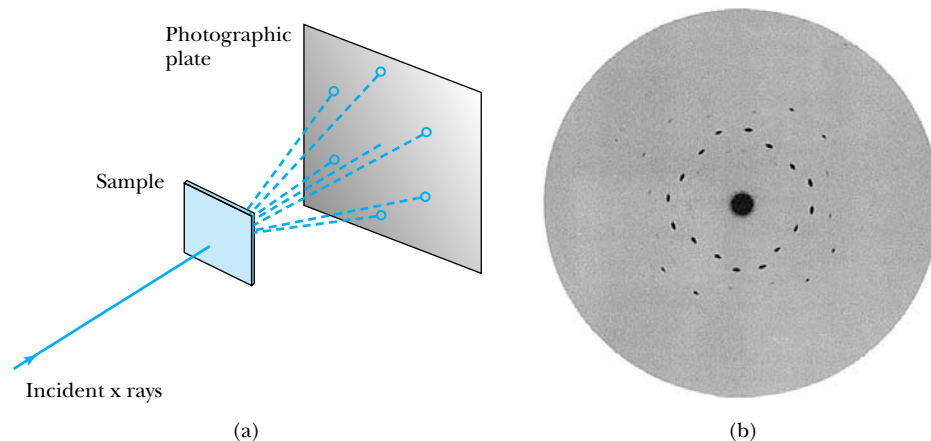 Photographic
plate
Sample
Incident x rays
(a)
(b)